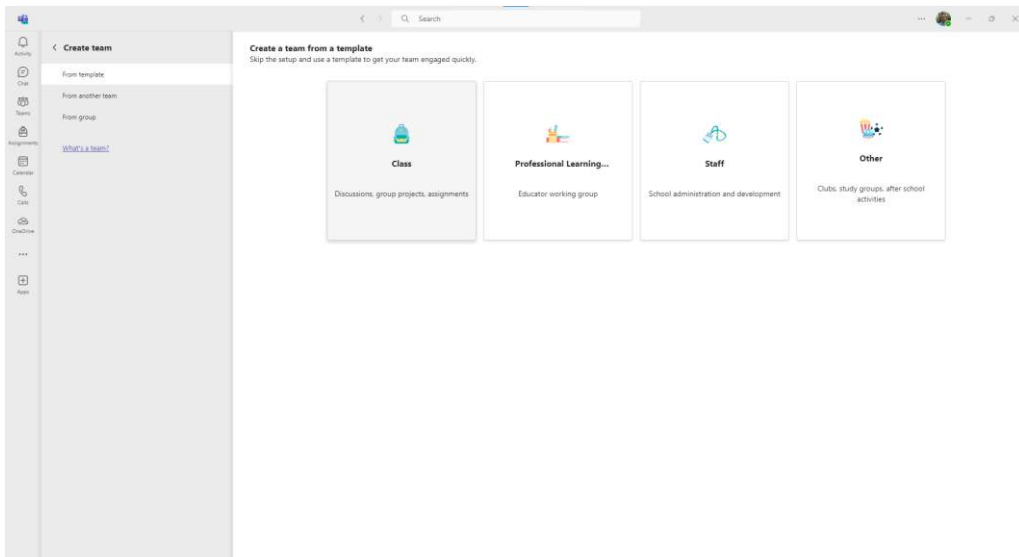 Search
...
Activity
Chat
Teams
Assignments
Calendar
Calls
OneDrive
...
Apps
< Create team
From template
From another team
From group
What's a team?
Create a team from a template
Skip the setup and use a template to get your team engaged quickly.
Class
Discussions, group projects, assignments
Professional Learning...
Educator working group
Staff
School administration and development
Other
Clubs, study groups, after school
activities